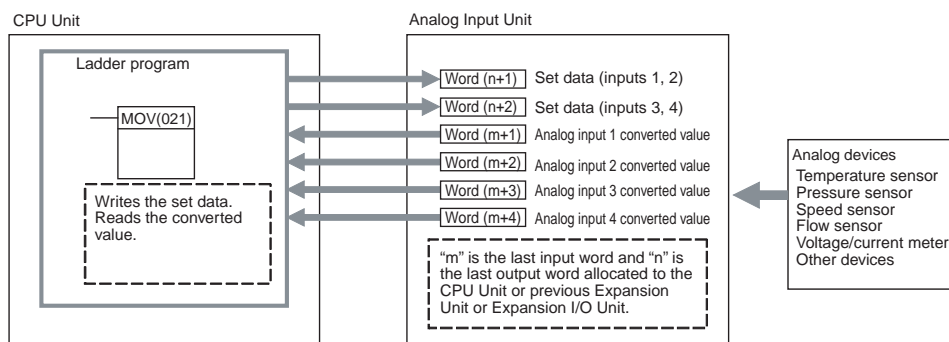 CPU Unit
Analog Input Unit
Ladder program
MOV(021)
Writes the set data.
Reads the converted
value.
Word (n+1) Set data (inputs 1, 2)
Word (n+2) Set data (inputs 3, 4)
Word (m+1) Analog input 1 converted value
Word (m+2) Analog input 2 converted value
Word (m+3) Analog input 3 converted value
Word (m+4) Analog input 4 converted value
“m” is the last input word and “n” is
the last output word allocated to the
CPU Unit or previous Expansion
Unit or Expansion I/O Unit.
Analog devices
Temperature sensor
Pressure sensor
Speed sensor
Flow sensor
Voltage/current meter
Other devices